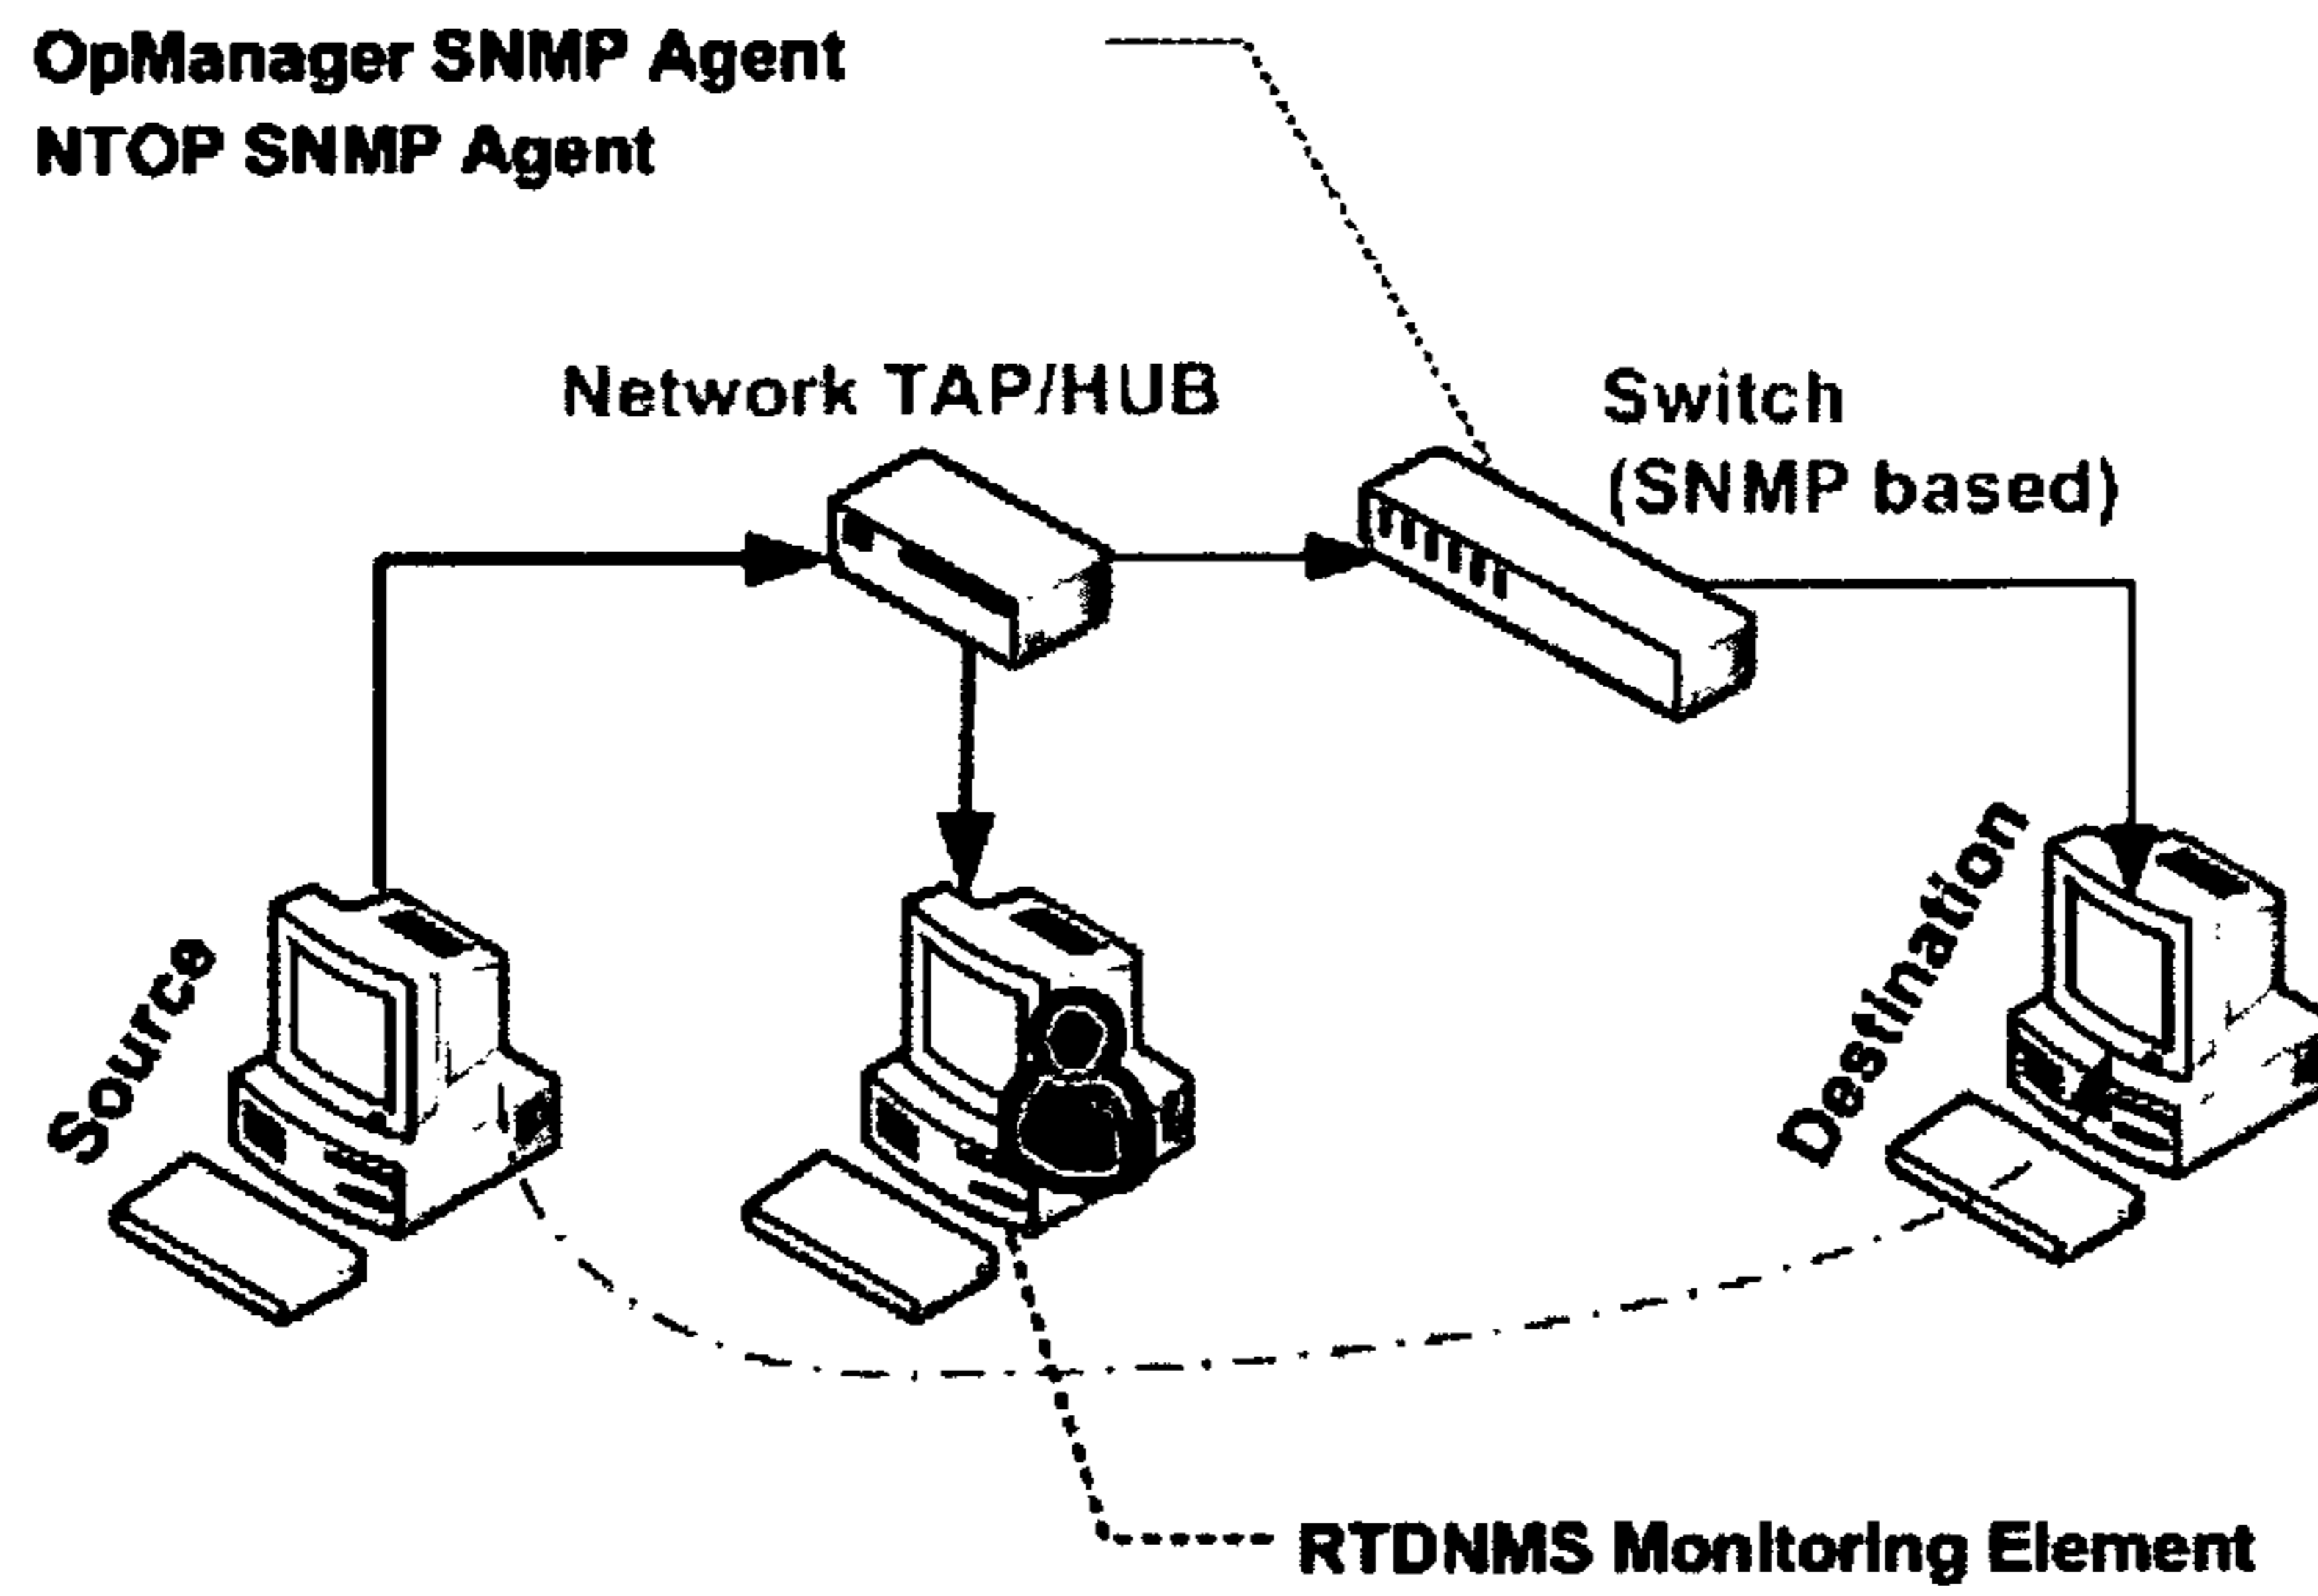 OpManager SNMP Agent
NTOP SNMP Agent
Network TAP/HUB
Switch
(SNMP based)
Source
Destination
RTDNMS Monitoring Element